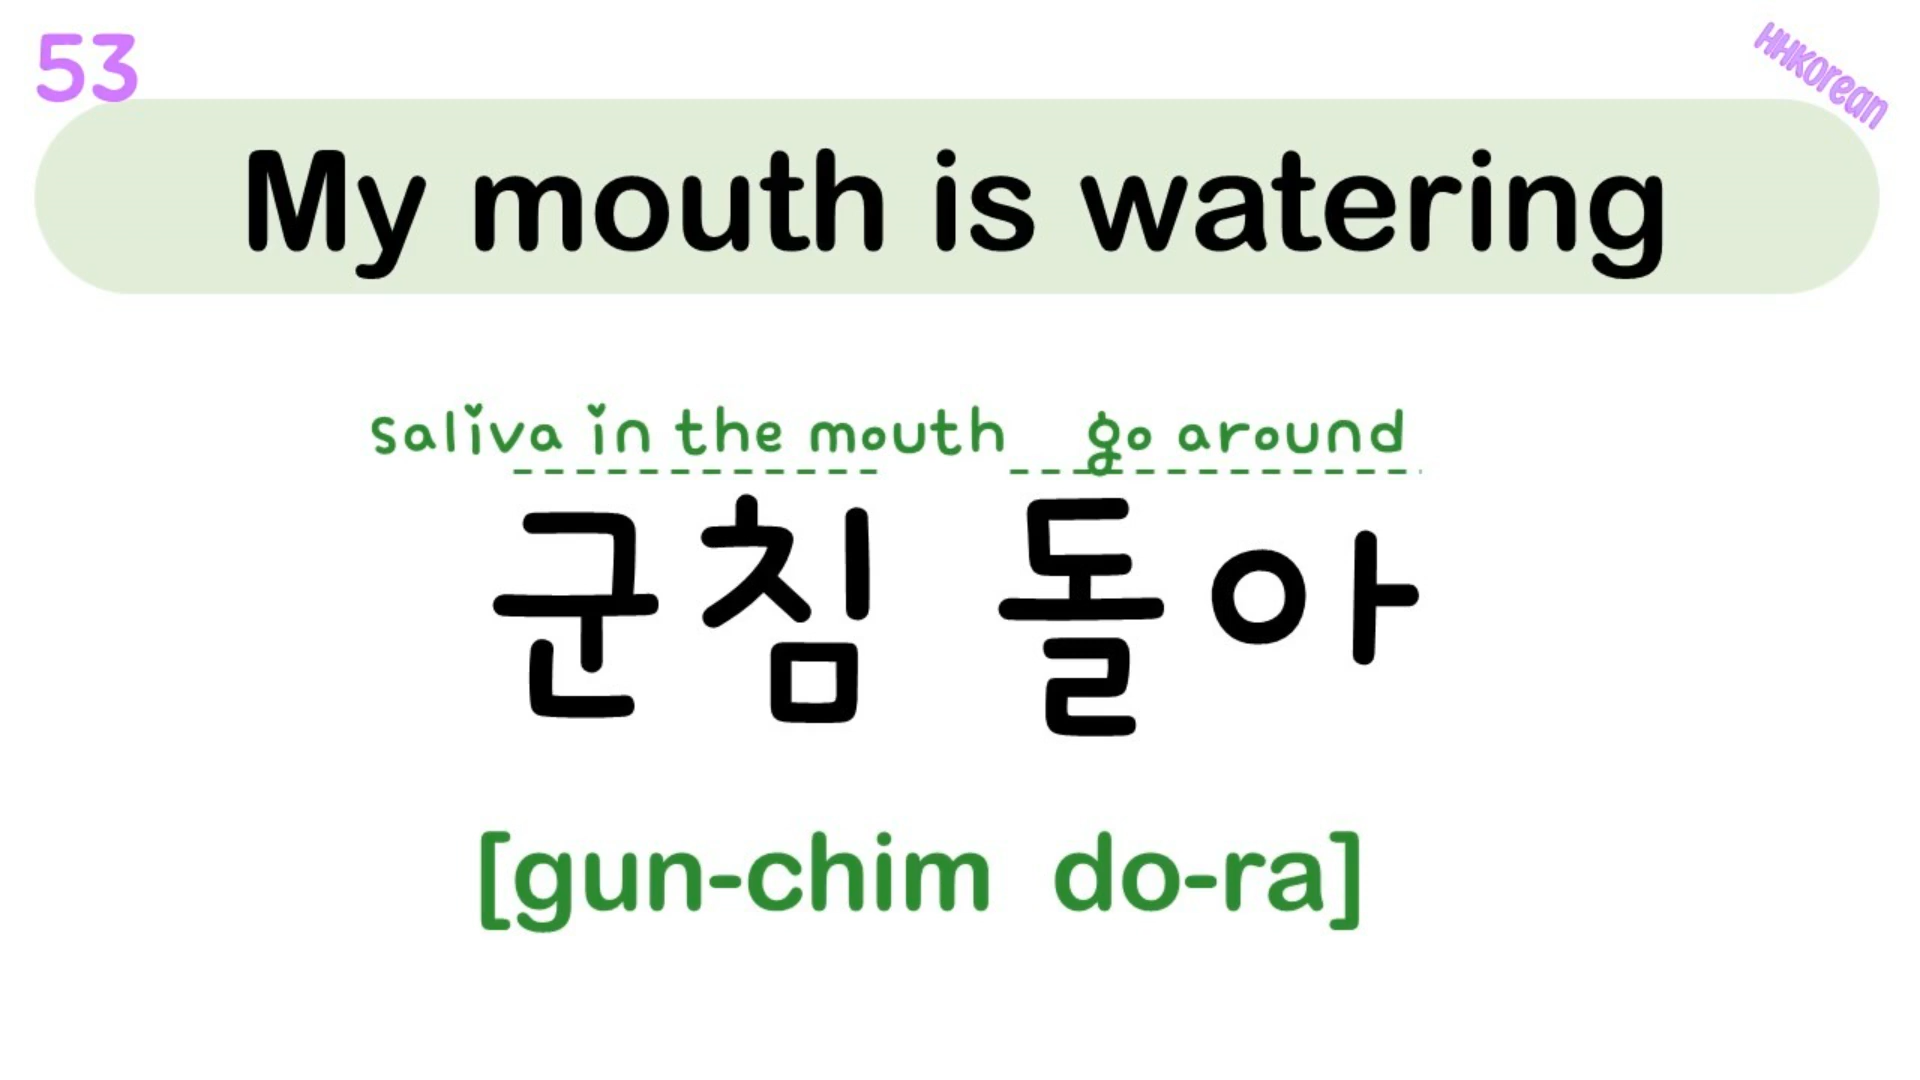 53
HHKorean
My mouth is watering
saliva in the mouth go around
군침 돌아
[gun-chim do-ra]